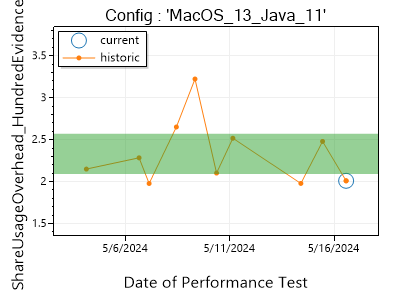 Config : 'MacOS_13_Java_11'
current
historic
ShareUsageOverhead_HundredEvidence
3.5
3
2.5
2
1.5
5/6/2024
5/11/2024
5/16/2024
Date of Performance Test